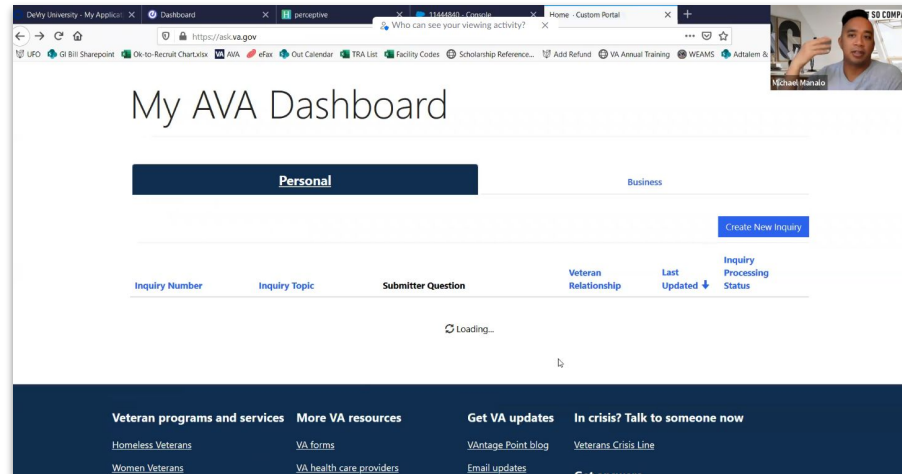 DeVry University - My Applicati
Dashboard
perceptive
11444840 - Console
Home - Custom Portal
Who can see your viewing activity?
https://ask.va.gov
UFO
GI Bill Sharepoint
Ok-to-Recruit Chart.xlsx
AVA
eFax
Out Calendar
TRA List
Facility Codes
Scholarship Reference...
Add Refund
VA Annual Training
WEAMS
Adtalem &
SO COMPA
Michael Manalo
My AVA Dashboard
Personal
Business
Create New Inquiry
Inquiry Number
Inquiry Topic
Submitter Question
Veteran
Relationship
Last
Updated
Inquiry
Processing
Status
Loading...
Veteran programs and services
More VA resources
Get VA updates
In crisis? Talk to someone now
Homeless Veterans
VA forms
VAntage Point blog
Veterans Crisis Line
Women Veterans
VA health care providers
Email updates